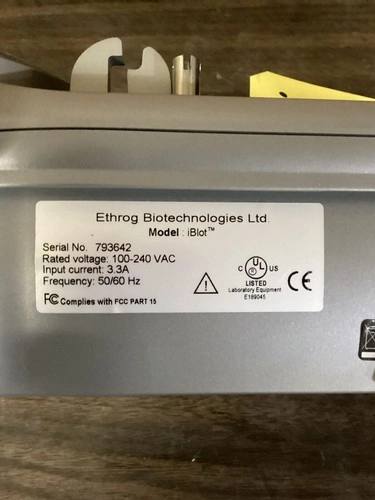 Ethrog Biotechnologies Ltd.
Model : iBlot™
Serial No. 793642
Rated voltage: 100-240 VAC
Input current: 3.3A
Frequency: 50/60 Hz
FC Complies with FCC PART 15
C UL US
LISTED
Laboratory Equipment
E189045
CE